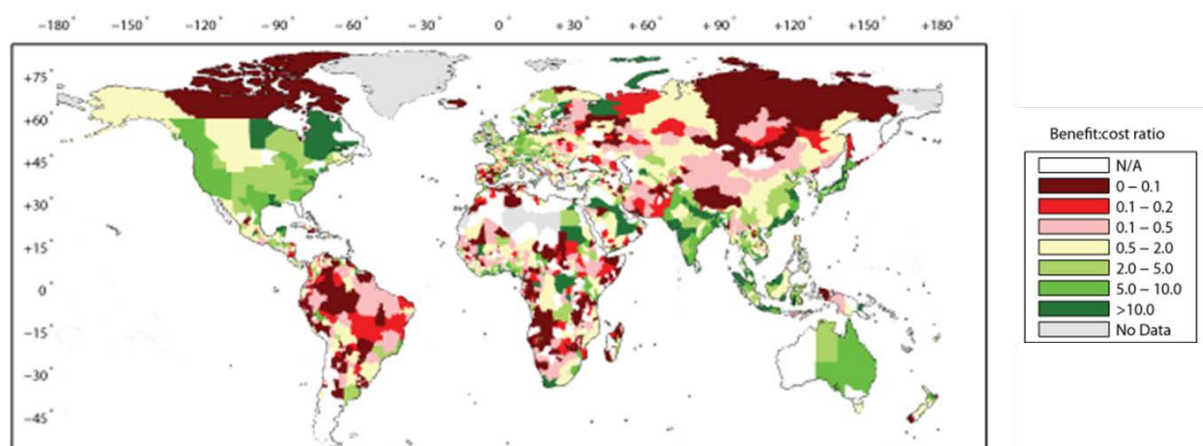 −180° −150° −120° −90° −60° −30° 0° +30° +60° +90° +120° +150° +180°
+75°
+60°
+45°
+30°
+15°
0°
−15°
−30°
−45°
Benefit:cost ratio
N/A
0 – 0.1
0.1 – 0.2
0.1 – 0.5
0.5 – 2.0
2.0 – 5.0
5.0 – 10.0
>10.0
No Data